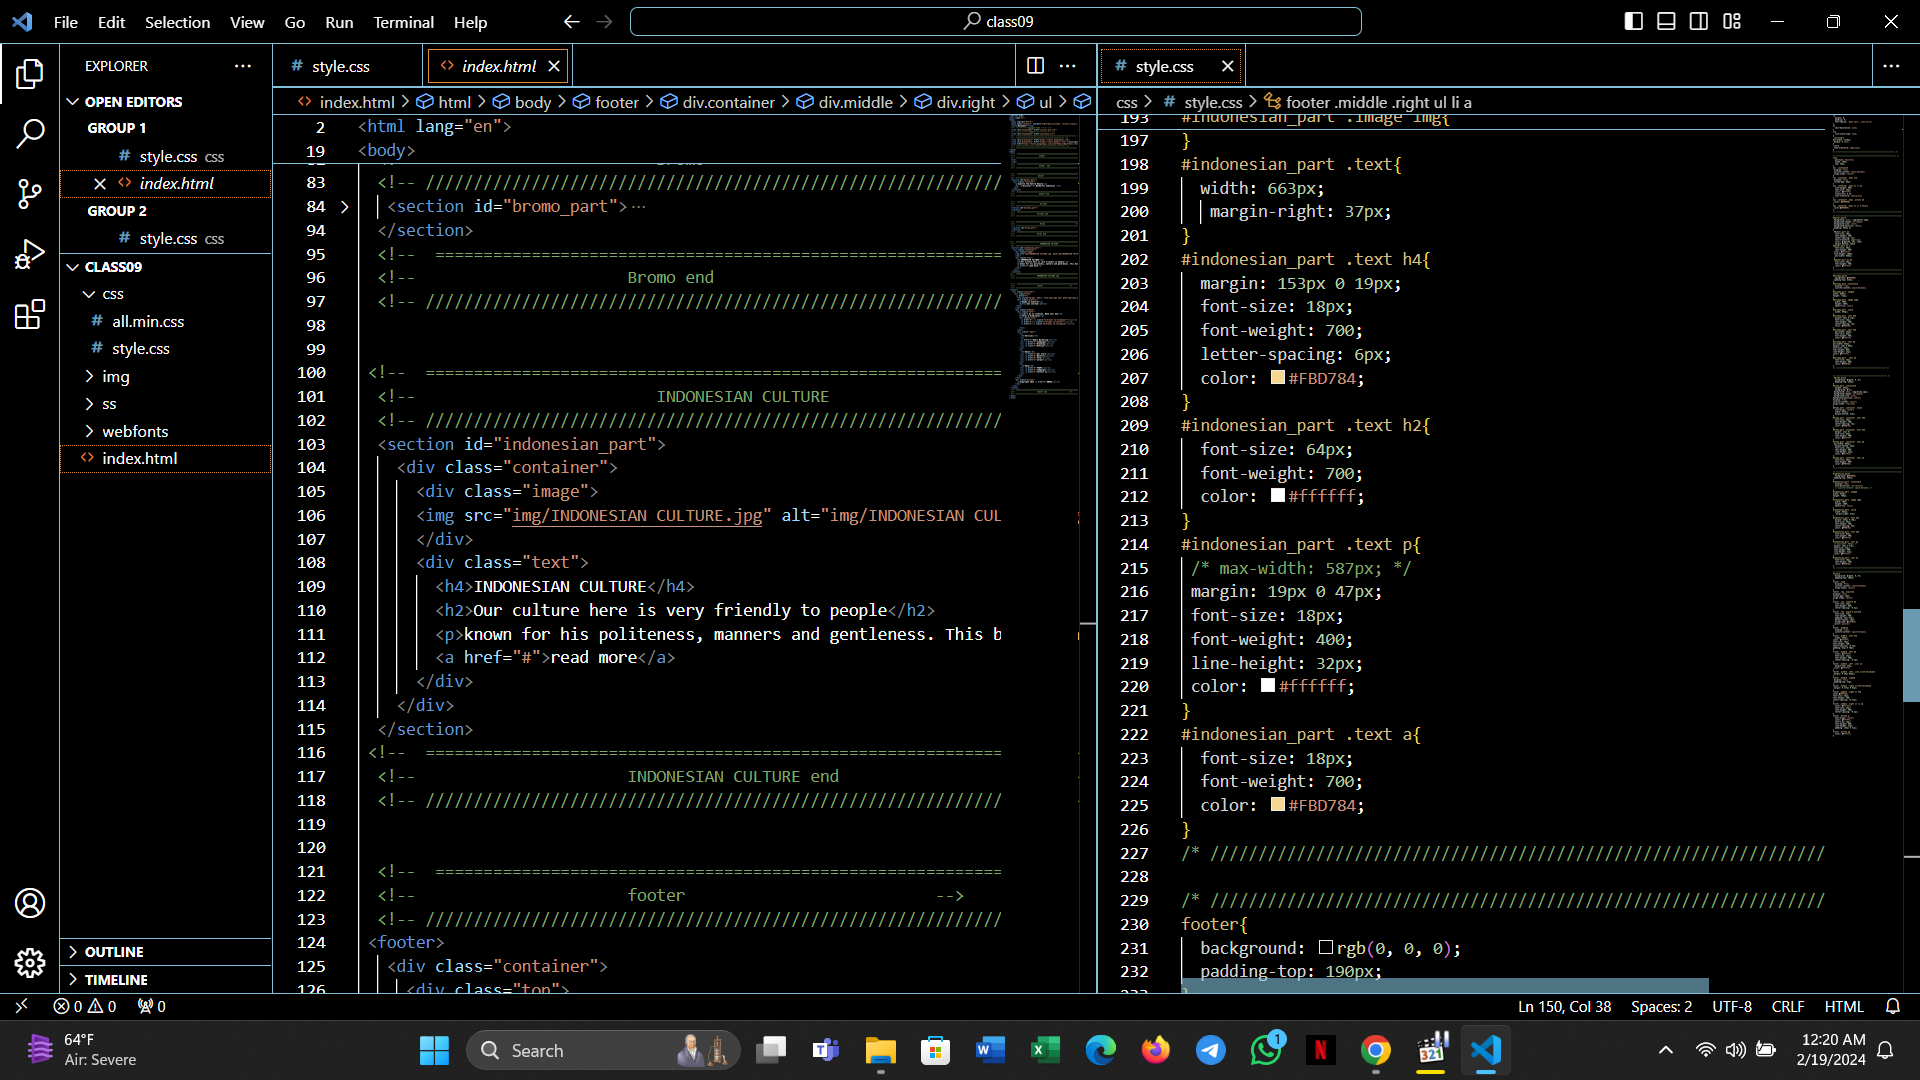 File Edit Selection View Go Run Terminal Help
class09
EXPLORER
OPEN EDITORS
GROUP 1
# style.css css
index.html
GROUP 2
# style.css css
CLASS09
css
# all.min.css
# style.css
img
ss
webfonts
<> index.html
OUTLINE
TIMELINE
# style.css
<> index.html
index.html > html > body > footer > div.container > div.middle > div.right > ul >
2 <html lang="en">
19 <body>
83 <!-- ////////////////////////////////////////////////////////////
84 <section id="bromo_part">…
94 </section>
95 <!-- ===========================================================
96 <!-- Bromo end
97 <!-- ////////////////////////////////////////////////////////////
98
99
100 <!-- ============================================================
101 <!-- INDONESIAN CULTURE
102 <!-- ////////////////////////////////////////////////////////////
103 <section id="indonesian_part">
104 <div class="container">
105 <div class="image">
106 <img src="img/INDONESIAN CULTURE.jpg" alt="img/INDONESIAN CUL
107 </div>
108 <div class="text">
109 <h4>INDONESIAN CULTURE</h4>
110 <h2>Our culture here is very friendly to people</h2>
111 <p>known for his politeness, manners and gentleness. This b
112 <a href="#">read more</a>
113 </div>
114 </div>
115 </section>
116 <!-- ============================================================
117 <!-- INDONESIAN CULTURE end
118 <!-- ////////////////////////////////////////////////////////////
119
120
121 <!-- ===========================================================
122 <!-- footer -->
123 <!-- ////////////////////////////////////////////////////////////
124 <footer>
125 <div class="container">
126 <div class="top">
# style.css
css > # style.css > footer .middle .right ul li a
193 #indonesian_part .image img{
197 }
198 #indonesian_part .text{
199 width: 663px;
200 margin-right: 37px;
201 }
202 #indonesian_part .text h4{
203 margin: 153px 0 19px;
204 font-size: 18px;
205 font-weight: 700;
206 letter-spacing: 6px;
207 color: #FBD784;
208 }
209 #indonesian_part .text h2{
210 font-size: 64px;
211 font-weight: 700;
212 color: #ffffff;
213 }
214 #indonesian_part .text p{
215 /* max-width: 587px; */
216 margin: 19px 0 47px;
217 font-size: 18px;
218 font-weight: 400;
219 line-height: 32px;
220 color: #ffffff;
221 }
222 #indonesian_part .text a{
223 font-size: 18px;
224 font-weight: 700;
225 color: #FBD784;
226 }
227 /* ////////////////////////////////////////////////////////////////
228
229 /* ////////////////////////////////////////////////////////////////
230 footer{
231 background: rgb(0, 0, 0);
232 padding-top: 190px;
0 0 0
Ln 150, Col 38 Spaces: 2 UTF-8 CRLF HTML
64°F
Air: Severe
Search
1
321
12:20 AM
2/19/2024